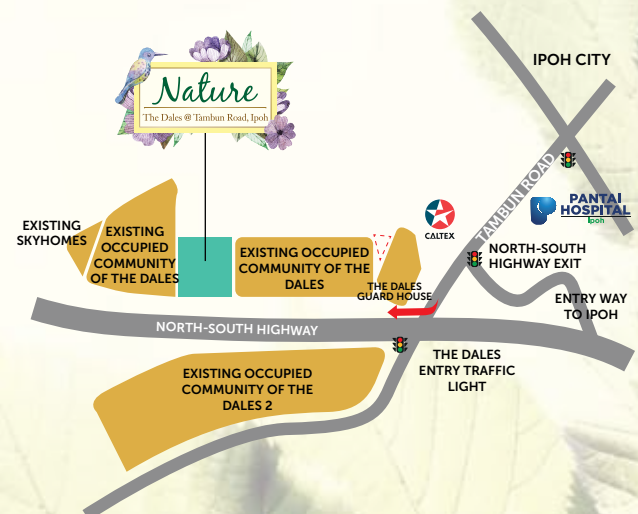 Nature
The Dales @ Tambun Road, Ipoh
IPOH CITY
TAMBUN ROAD
PANTAI
HOSPITAL
Ipoh
CALTEX
EXISTING
SKYHOMES
EXISTING
OCCUPIED
COMMUNITY
OF THE DALES
EXISTING OCCUPIED
COMMUNITY OF THE
DALES
NORTH-SOUTH
HIGHWAY EXIT
THE DALES
GUARD HOUSE
ENTRY WAY
TO IPOH
NORTH-SOUTH HIGHWAY
THE DALES
ENTRY TRAFFIC
LIGHT
EXISTING OCCUPIED
COMMUNITY OF THE
DALES 2